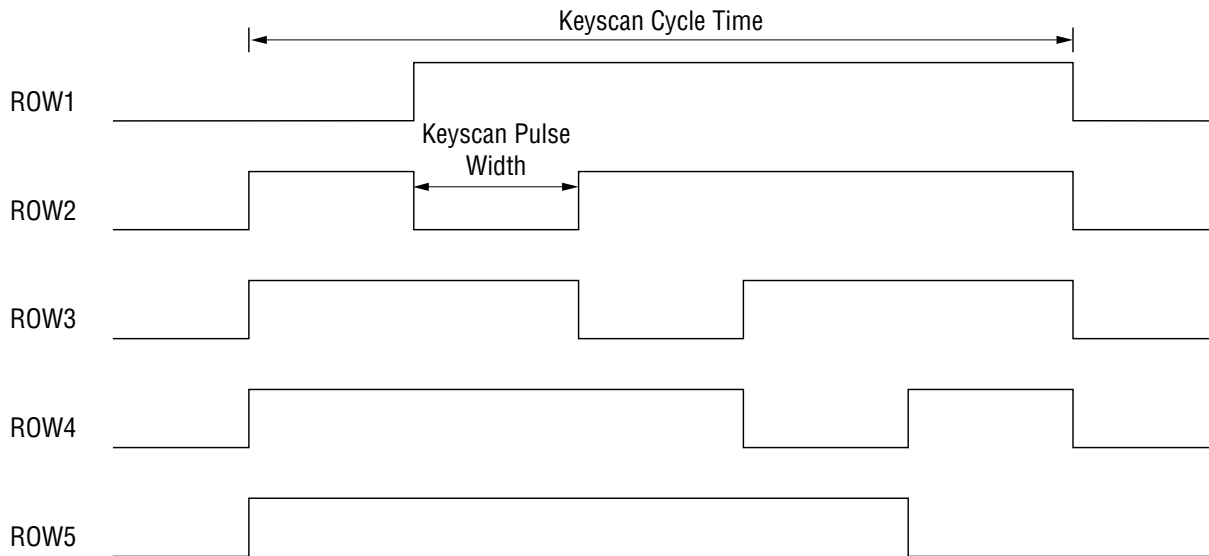 Keyscan Cycle Time
ROW1
Keyscan Pulse
Width
ROW2
ROW3
ROW4
ROW5